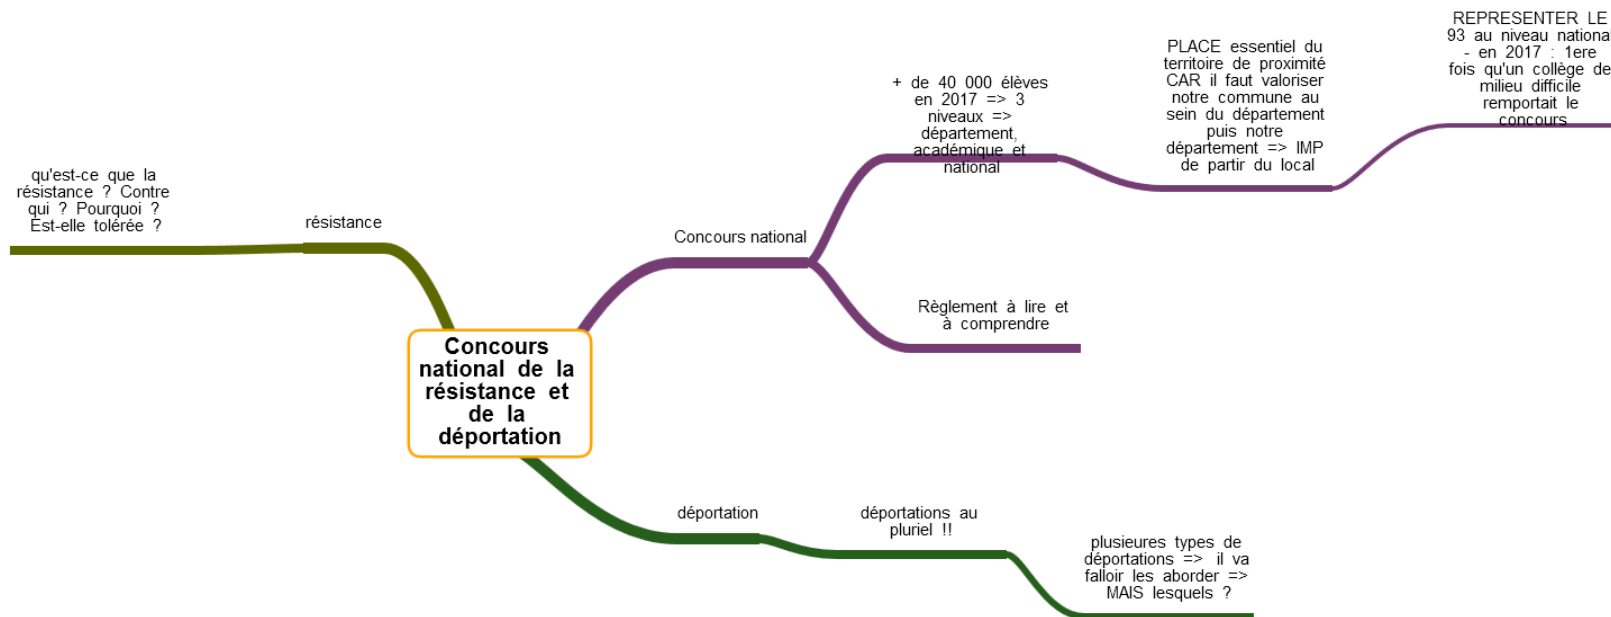 qu'est-ce que la
résistance ? Contre
qui ? Pourquoi ?
Est-elle tolérée ?
résistance
Concours national
+ de 40 000 élèves
en 2017 => 3
niveaux =>
département,
académique et
national
PLACE essentiel du
territoire de proximité
CAR il faut valoriser
notre commune au
sein du département
puis notre
département => IMP
de partir du local
REPRESENTER LE
93 au niveau national
- en 2017 : 1ere
fois qu'un collège de
milieu difficile
remportait le
concours
Règlement à lire et
à comprendre
Concours
national de la
résistance et
de la
déportation
déportation
déportations au
pluriel !!
plusieures types de
déportations => il va
falloir les aborder =>
MAIS lesquels ?